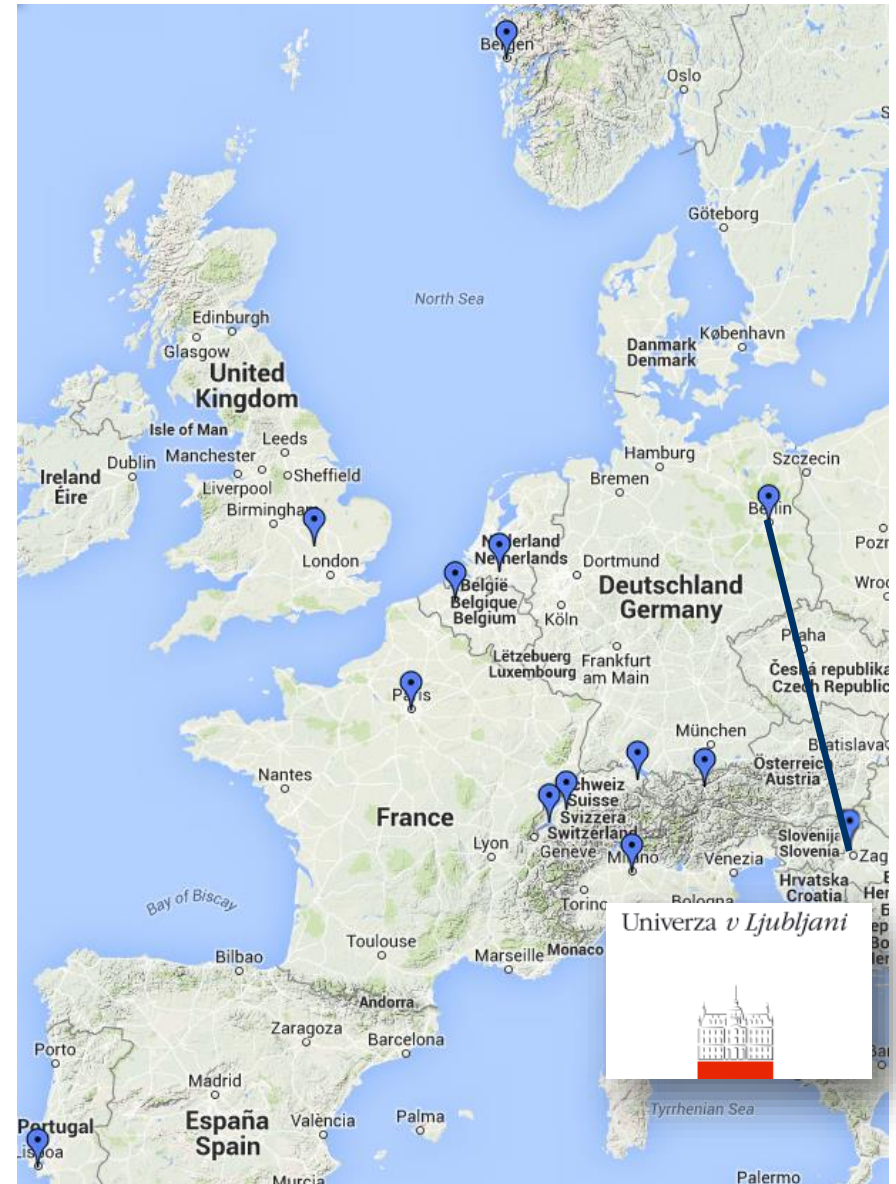 Bergen
Oslo
Göteborg
North Sea
Edinburgh
Glasgow
København
Danmark
Denmark
United
Kingdom
Isle of Man
Leeds
Dublin
Manchester
Ireland
Éire
Liverpool
Sheffield
Birmingham
London
Hamburg
Szczecin
Bremen
Berlin
Nederland
Netherlands
Dortmund
België
Belgique
Belgium
Deutschland
Germany
Köln
Praha
Lëtzebuerg
Luxembourg
Frankfurt
am Main
Česká republika
Czech Republic
Paris
München
Bratislava
Österreich
Austria
Nantes
Schweiz
Suisse
Svizzera
Switzerland
France
Lyon
Genève
Milano
Venezia
Slovenija
Slovenia
Zag
Hrvatska
Croatia
Torino
Bologna
Bay of Biscay
Univerza v Ljubljani
Toulouse
Marseille
Monaco
Bilbao
Andorra
Zaragoza
Barcelona
Porto
Madrid
Portugal
Lisboa
España
Spain
València
Palma
Tyrrhenian Sea
Murcia
Palermo